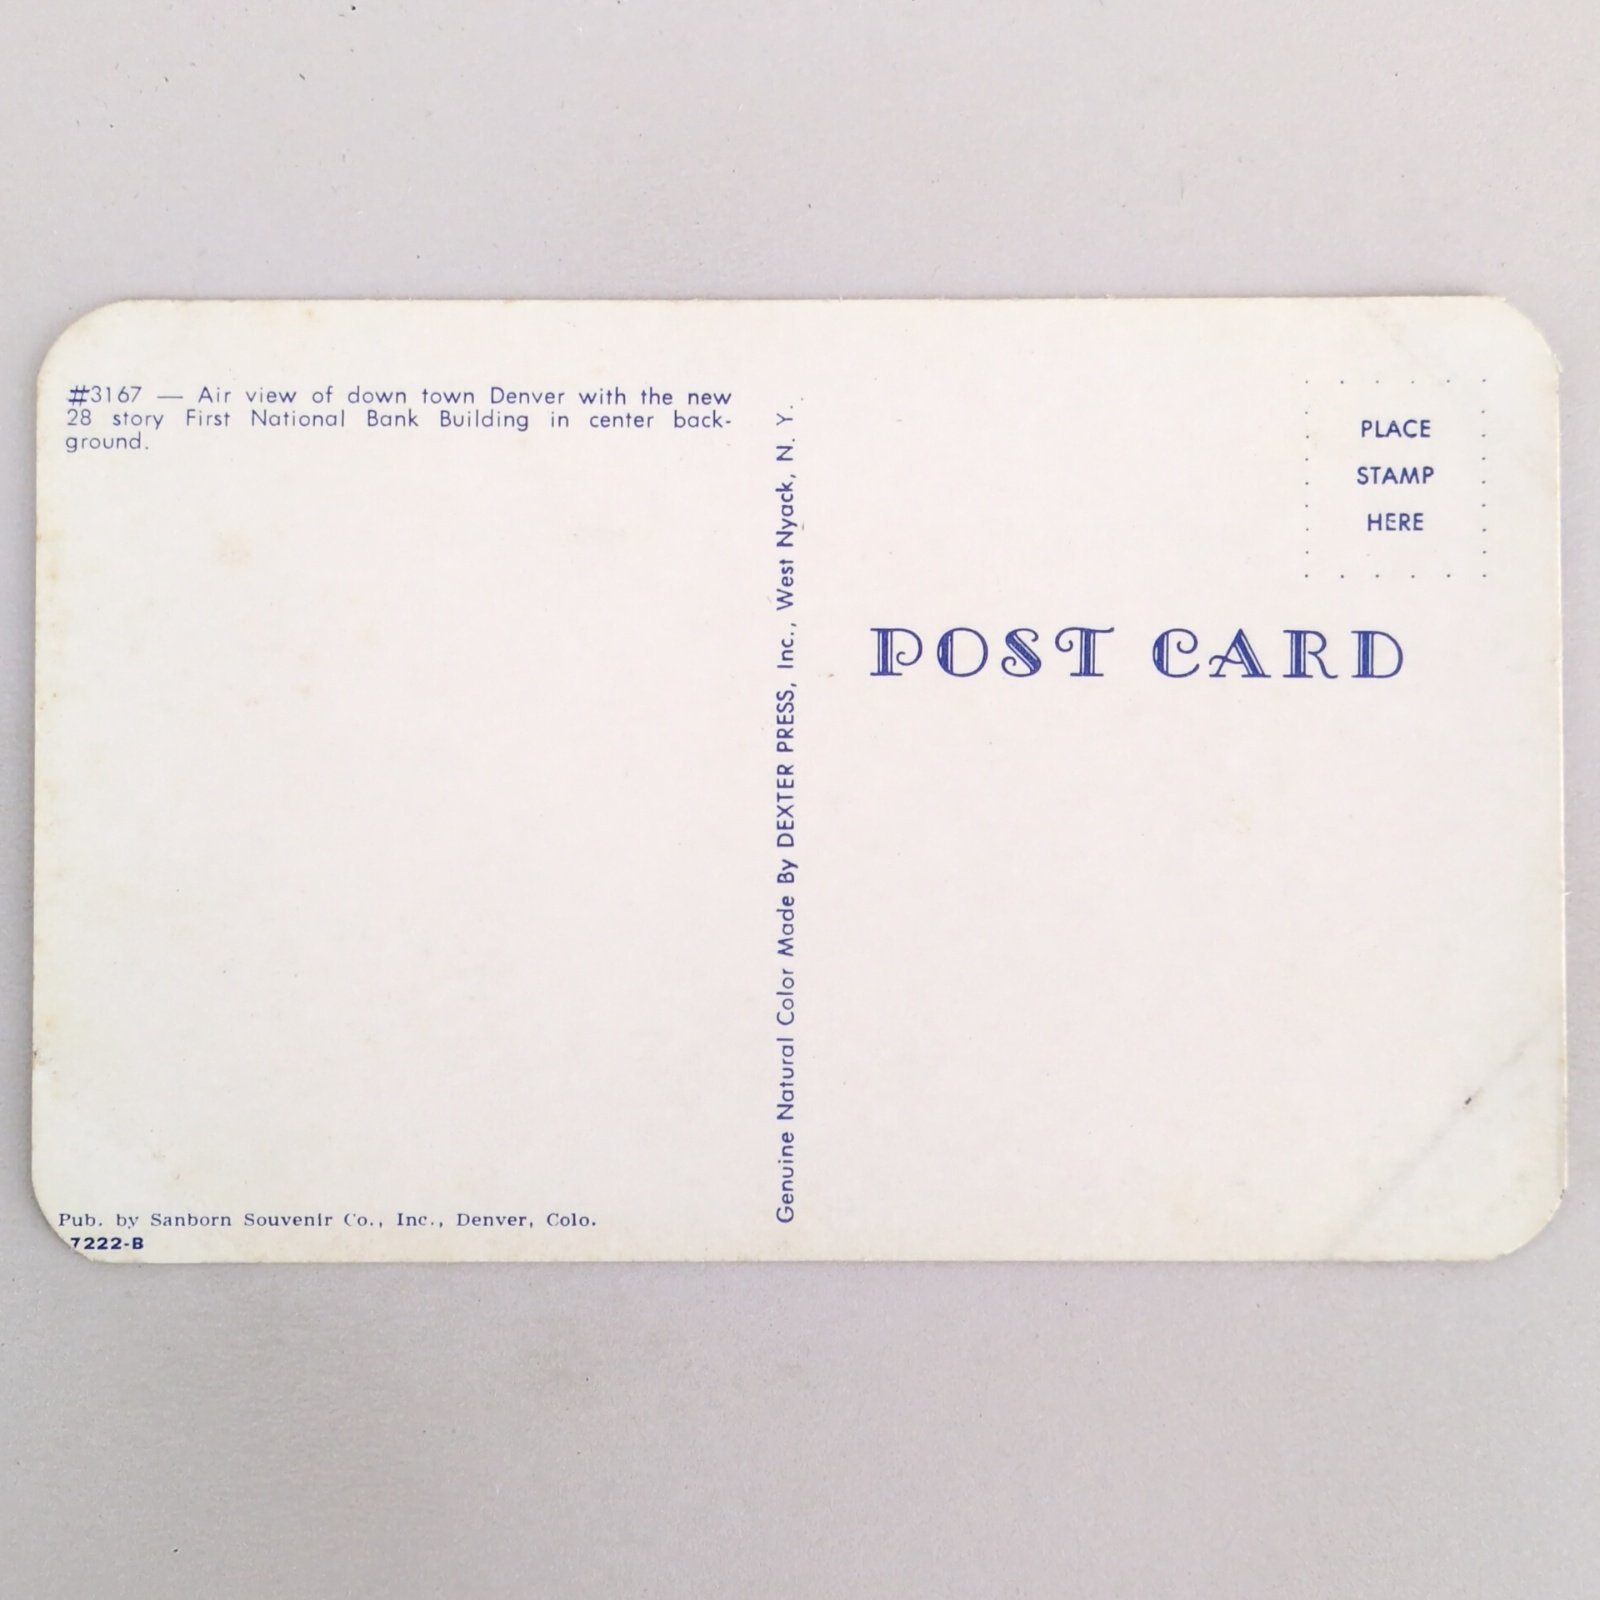 #3167 — Air view of down town Denver with the new
28 story First National Bank Building in center back-
ground.
Pub. by Sanborn Souvenir Co., Inc., Denver, Colo.
7222-B
Genuine Natural Color Made By DEXTER PRESS, Inc., West Nyack, N. Y.
PLACE
STAMP
HERE
POST CARD